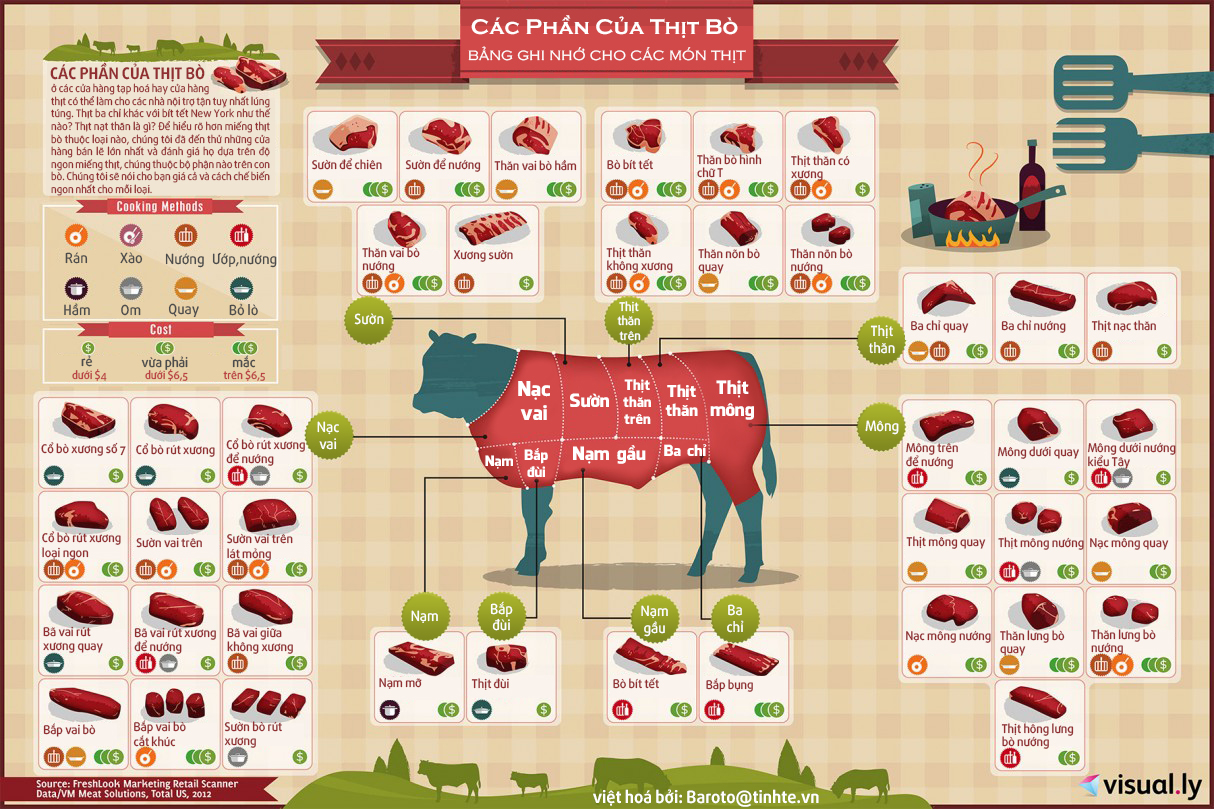 CÁC PHẦN CỦA THỊT BÒ
BẢNG GHI NHỚ CHO CÁC MÓN THỊT
CÁC PHẦN CỦA THỊT BÒ
ở các cửa hàng tạp hoá hay cửa hàng
thịt có thể làm cho các nhà nội trợ tận tuy nhất lúng
túng. Thịt ba chỉ khác với bít tết New York như thế
nào? Thịt nạt thăn là gì? Để hiểu rõ hơn miếng thịt
bò thuộc loại nào, chúng tôi đã đến thử những cửa
hàng bán lẻ lớn nhất và đánh giá họ dựa trên độ
ngon miếng thịt, chúng thuộc bộ phận nào trên con
bò. Chúng tôi sẽ nói cho bạn giá cả và cách chế biến
ngon nhất cho mỗi loại.
Cooking Methods
Rán
Xào
Nướng
Ướp,nướng
Hầm
Om
Quay
Bỏ lò
Cost
rẻ
dưới $4
vừa phải
dưới $6,5
mắc
trên $6,5
Sườn để chiên
Sườn để nướng
Thăn vai bò hầm
Thăn vai bò
nướng
Xương sườn
Sườn
Bò bít tết
Thăn bò hình
chữ T
Thịt thăn có
xương
Thịt thăn
không xương
Thăn nõn bò
quay
Thăn nõn bò
nướng
Thịt
thăn
trên
Ba chỉ quay
Ba chỉ nướng
Thịt nạc thăn
Thịt
thăn
Nạc
vai
Sườn
Thịt
thăn
trên
Thịt
thăn
Thịt
mông
Nạm
Bắp
đùi
Nạm gầu
Ba chỉ
Nạc
vai
Cổ bò xương số 7
Cổ bò rút xương
Cổ bò rút xương
để nướng
Cổ bò rút xương
loại ngon
Sườn vai trên
Sườn vai trên
lát mỏng
Bả vai rút
xương quay
Bả vai rút xương
để nướng
Bả vai giữa
không xương
Bắp vai bò
Bắp vai bò
cắt khúc
Sườn bò rút
xương
Mông
Mông trên
để nướng
Mông dưới quay
Mông dưới nướng
kiểu Tây
Thịt mông quay
Thịt mông nướng
Nạc mông quay
Nạc mông nướng
Thăn lưng bò
quay
Thăn lưng bò
nướng
Thịt hông lưng
bò nướng
Nạm
Bắp
đùi
Nạm
gầu
Ba
chỉ
Nạm mỡ
Thịt đùi
Bò bít tết
Bắp bụng
Source: FreshLook Marketing Retail Scanner
Data/VM Meat Solutions, Total US, 2012
việt hoá bởi: Baroto@tinhte.vn
visual.ly